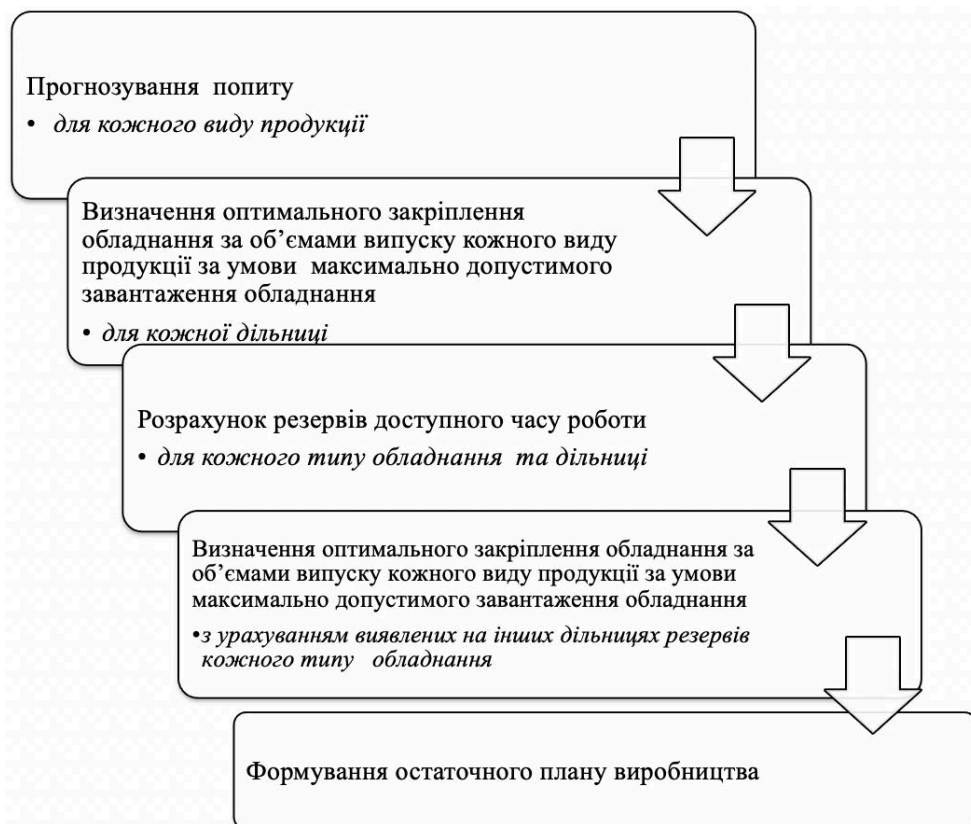 Прогнозування попиту
• для кожного виду продукції
Визначення оптимального закріплення
обладнання за об’ємами випуску кожного виду
продукції за умови максимально допустимого
завантаження обладнання
• для кожної дільниці
Розрахунок резервів доступного часу роботи
• для кожного типу обладнання та дільниці
Визначення оптимального закріплення обладнання за
об’ємами випуску кожного виду продукції за умови
максимально допустимого завантаження обладнання
•з урахуванням виявлених на інших дільницях резервів
кожного типу обладнання
Формування остаточного плану виробництва